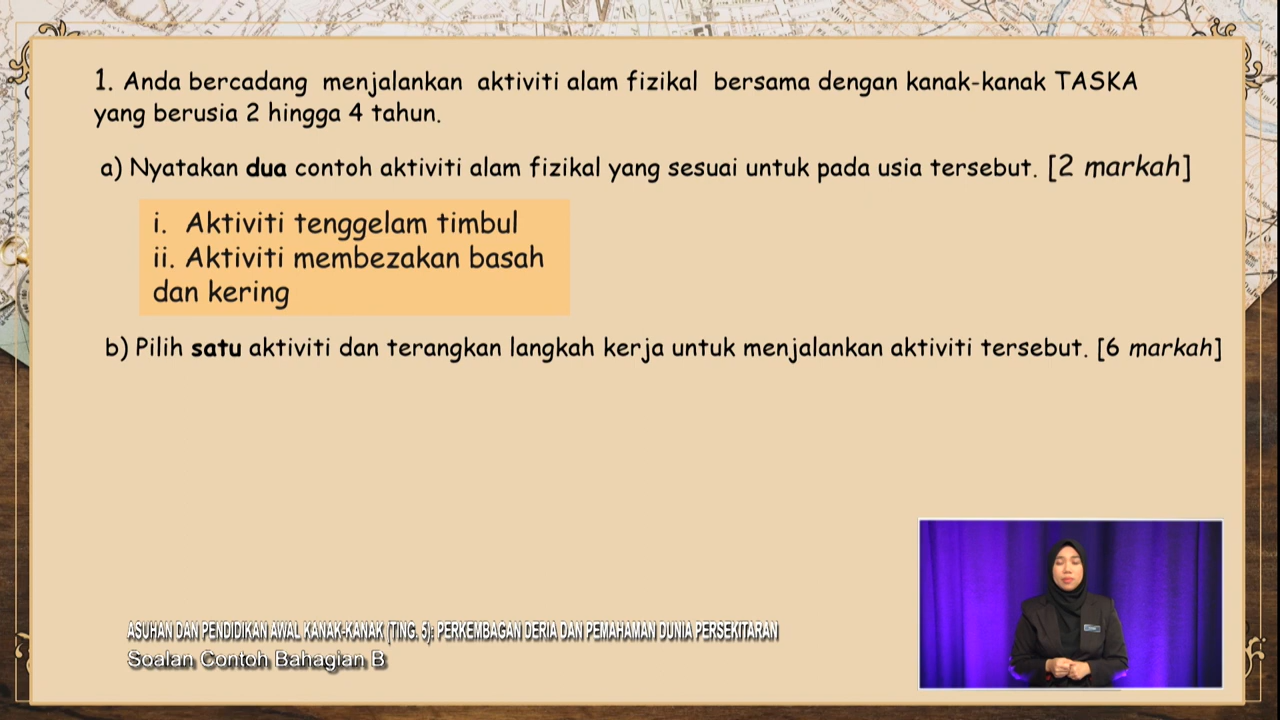 1. Anda bercadang menjalankan aktiviti alam fizikal bersama dengan kanak-kanak TASKA
yang berusia 2 hingga 4 tahun.
a) Nyatakan dua contoh aktiviti alam fizikal yang sesuai untuk pada usia tersebut. [2 markah]
i. Aktiviti tenggelam timbul
ii. Aktiviti membezakan basah
dan kering
b) Pilih satu aktiviti dan terangkan langkah kerja untuk menjalankan aktiviti tersebut. [6 markah]
ASUHAN DAN PENDIDIKAN AWAL KANAK-KANAK (TING. 5): PERKEMBAGAN DERIA DAN PEMAHAMAN DUNIA PERSEKITARAN
Soalan Contoh Bahagian B